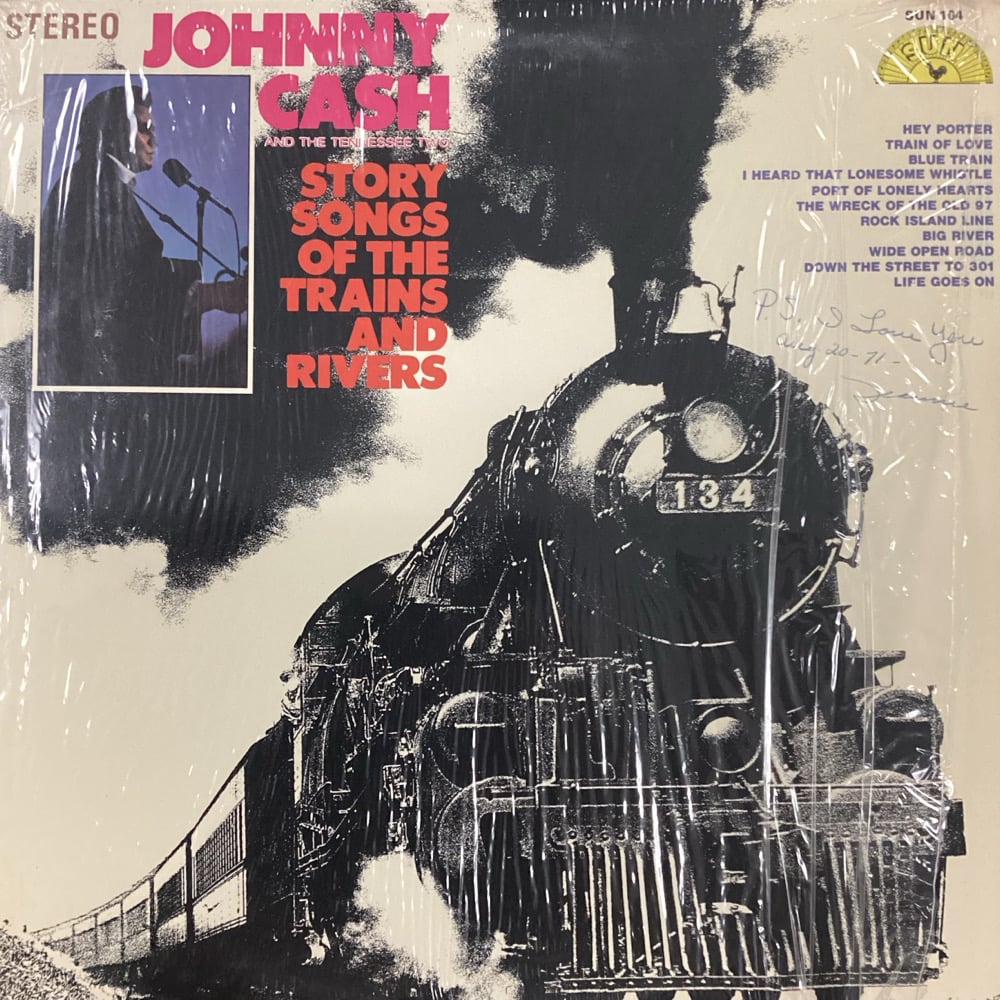 STEREO
JOHNNY
CASH
AND THE TENNESSEE TWO
STORY
SONGS
OF THE
TRAINS
AND
RIVERS
SUN 104
SUN
HEY PORTER
TRAIN OF LOVE
BLUE TRAIN
I HEARD THAT LONESOME WHISTLE
PORT OF LONELY HEARTS
THE WRECK OF THE OLD 97
ROCK ISLAND LINE
BIG RIVER
WIDE OPEN ROAD
DOWN THE STREET TO 301
LIFE GOES ON
P.S. I Love You
Aug-20-71-
134